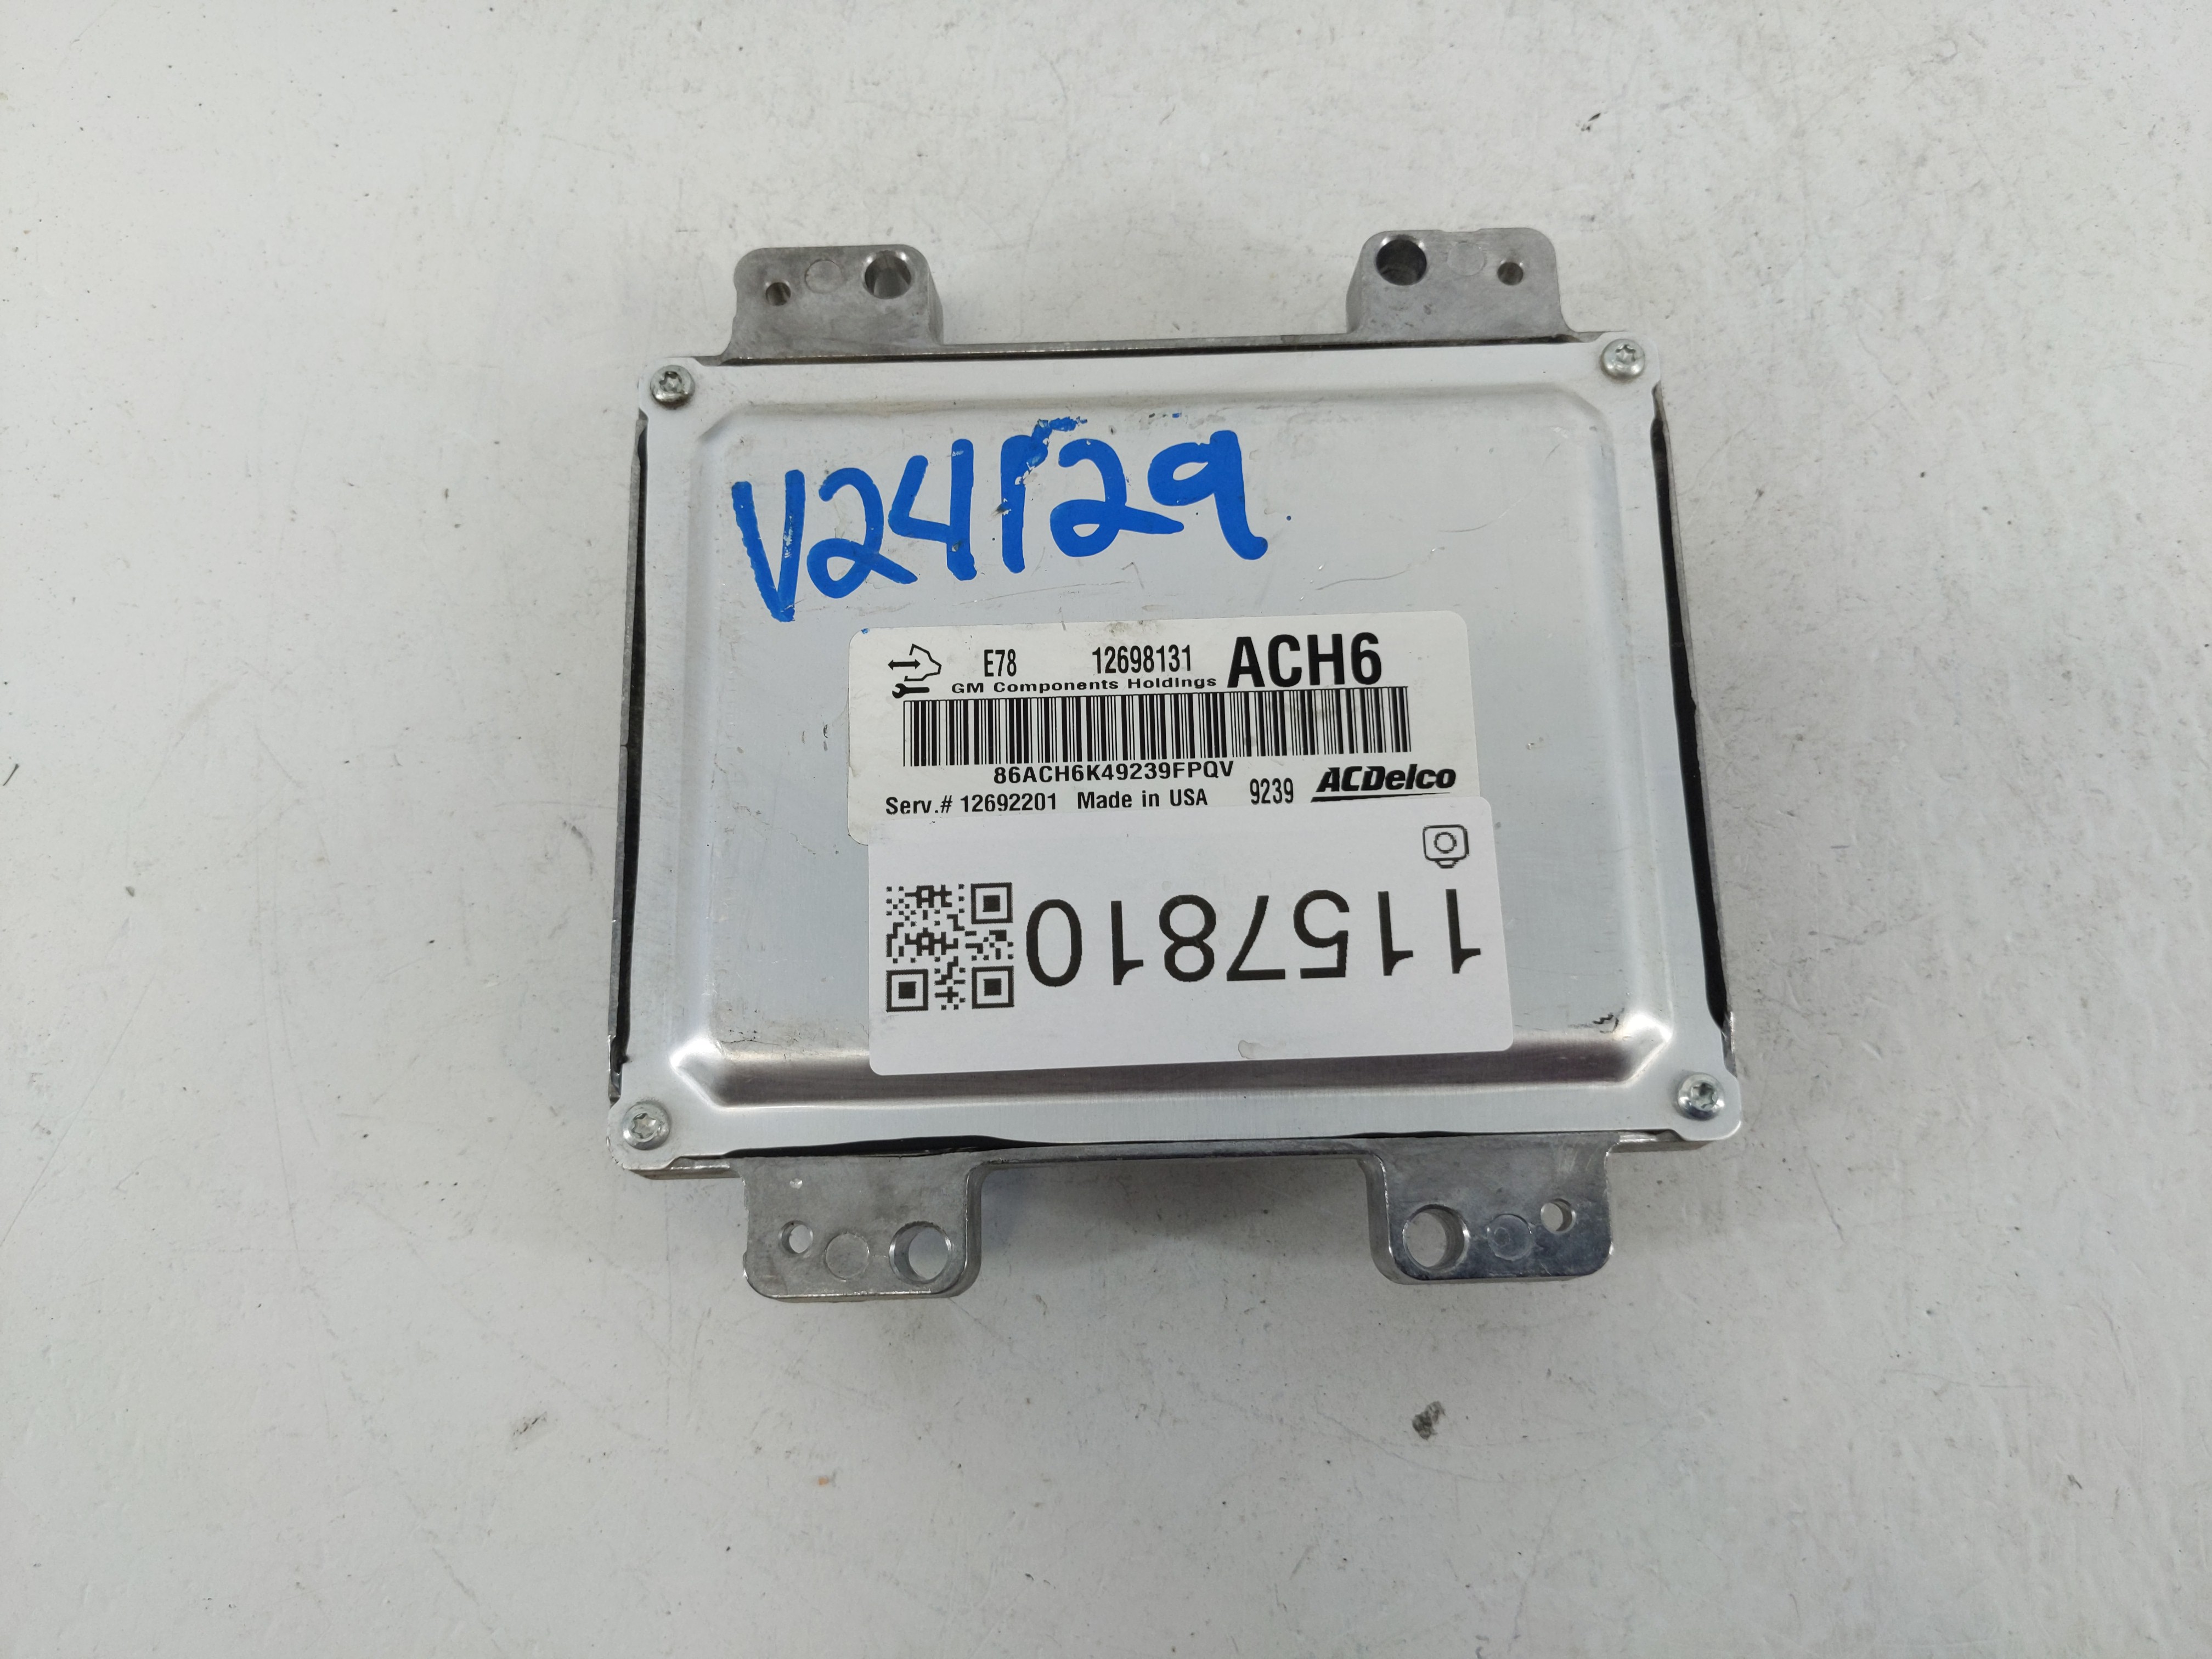 V24129
E78 12698131 ACH6
GM Components Holdings
86ACH6K49239FPQV
Serv.# 12692201 Made in USA 9239 ACDelco
1157810